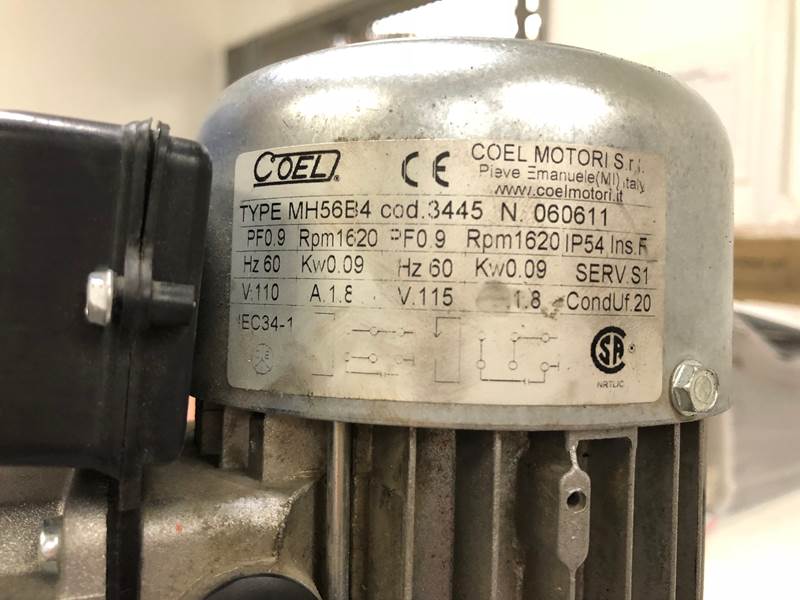 COEL
CE
COEL MOTORI S.r.l.
Pieve Emanuele(MI) Italy
www.coelmotori.it
TYPE MH56B4 cod.3445 N. 060611
PF0.9 Rpm1620 PF0.9 Rpm1620 IP54 Ins.F
Hz 60 Kw0.09 Hz 60 Kw0.09 SERV.S1
V.110 A.1.8 V.115 .1.8 CondUf.20
IEC34-1
SA
NRTL/C